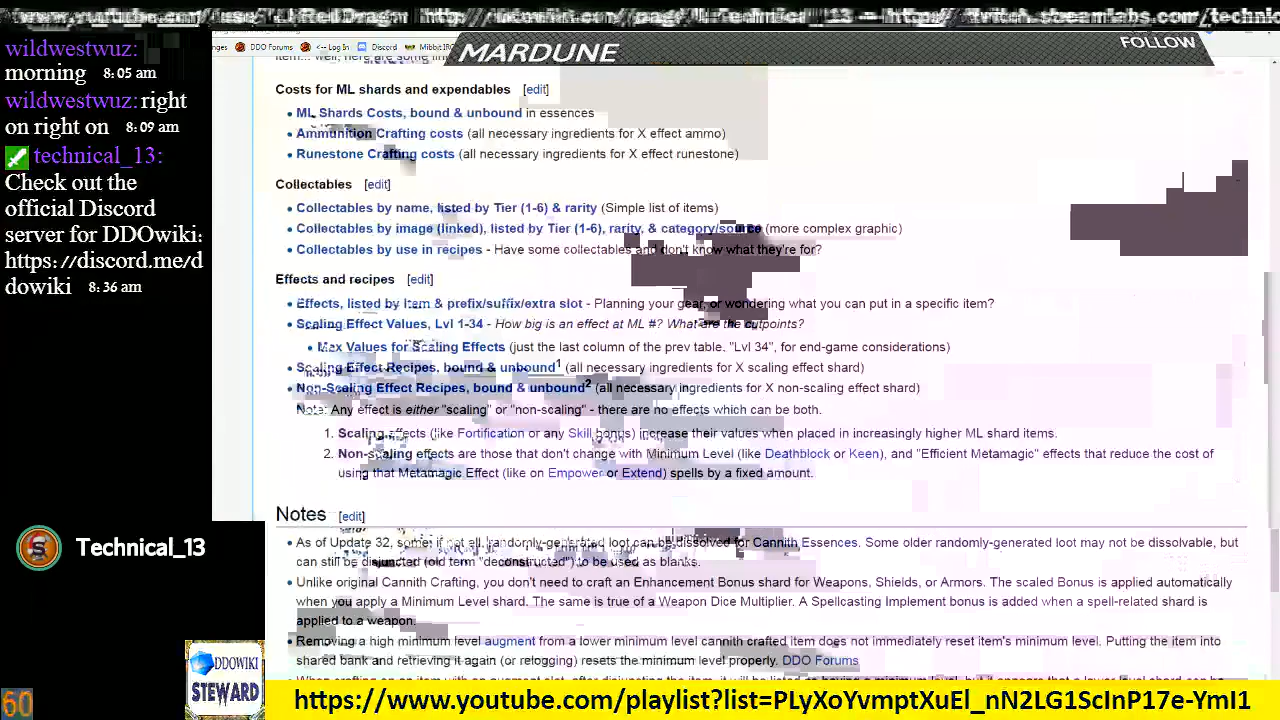 wildwestwuz:
morning 8:05 am
wildwestwuz: right
on right on 8:09 am
technical_13:
Check out the
official Discord
server for DDOwiki:
https://discord.me/d
dowiki 8:36 am
nges DDO Forums <-- Log In Discord Mibbit IRC
MARDUNE
FOLLOW
Costs for ML shards and expendables [edit]
ML Shards Costs, bound & unbound in essences
Ammunition Crafting costs (all necessary ingredients for X effect ammo)
Runestone Crafting costs (all necessary ingredients for X effect runestone)
Collectables [edit]
Collectables by name, listed by Tier (1-6) & rarity (Simple list of items)
Collectables by image (linked), listed by Tier (1-6), rarity, & category/source (more complex graphic)
Collectables by use in recipes - Have some collectables and don't know what they're for?
Effects and recipes [edit]
Effects, listed by Item & prefix/suffix/extra slot - Planning your gear, or wondering what you can put in a specific item?
Scaling Effect Values, Lvl 1-34 - How big is an effect at ML #? What are the cutpoints?
Max Values for Scaling Effects (just the last column of the prev table, "Lvl 34", for end-game considerations)
Scaling Effect Recipes, bound & unbound1 (all necessary ingredients for X scaling effect shard)
Non-Scaling Effect Recipes, bound & unbound2 (all necessary ingredients for X non-scaling effect shard)
Note: Any effect is either "scaling" or "non-scaling" - there are no effects which can be both.
1. Scaling effects (like Fortification or any Skill bonus) increase their values when placed in increasingly higher ML shard items.
2. Non-scaling effects are those that don't change with Minimum Level (like Deathblock or Keen), and "Efficient Metamagic" effects that reduce the cost of
using that Metamagic Effect (like on Empower or Extend) spells by a fixed amount.
Notes [edit]
As of Update 32, some, if not all, randomly-generated loot can be dissolved for Cannith Essences. Some older randomly-generated loot may not be dissolvable, but
can still be disjuncted (old term "deconstructed") to be used as blanks.
Unlike original Cannith Crafting, you don't need to craft an Enhancement Bonus shard for Weapons, Shields, or Armors. The scaled Bonus is applied automatically
when you apply a Minimum Level shard. The same is true of a Weapon Dice Multiplier. A Spellcasting Implement bonus is added when a spell-related shard is
applied to a weapon.
Removing a high minimum level augment from a lower minimum level cannith crafted item does not immediately reset item's minimum level. Putting the item into
shared bank and retrieving it again (or relogging) resets the minimum level properly. DDO Forums
Technical_13
DDOWIKI
STEWARD
60
https://www.youtube.com/playlist?list=PLyXoYvmptXuEl_nN2LG1ScInP17e-YmI1